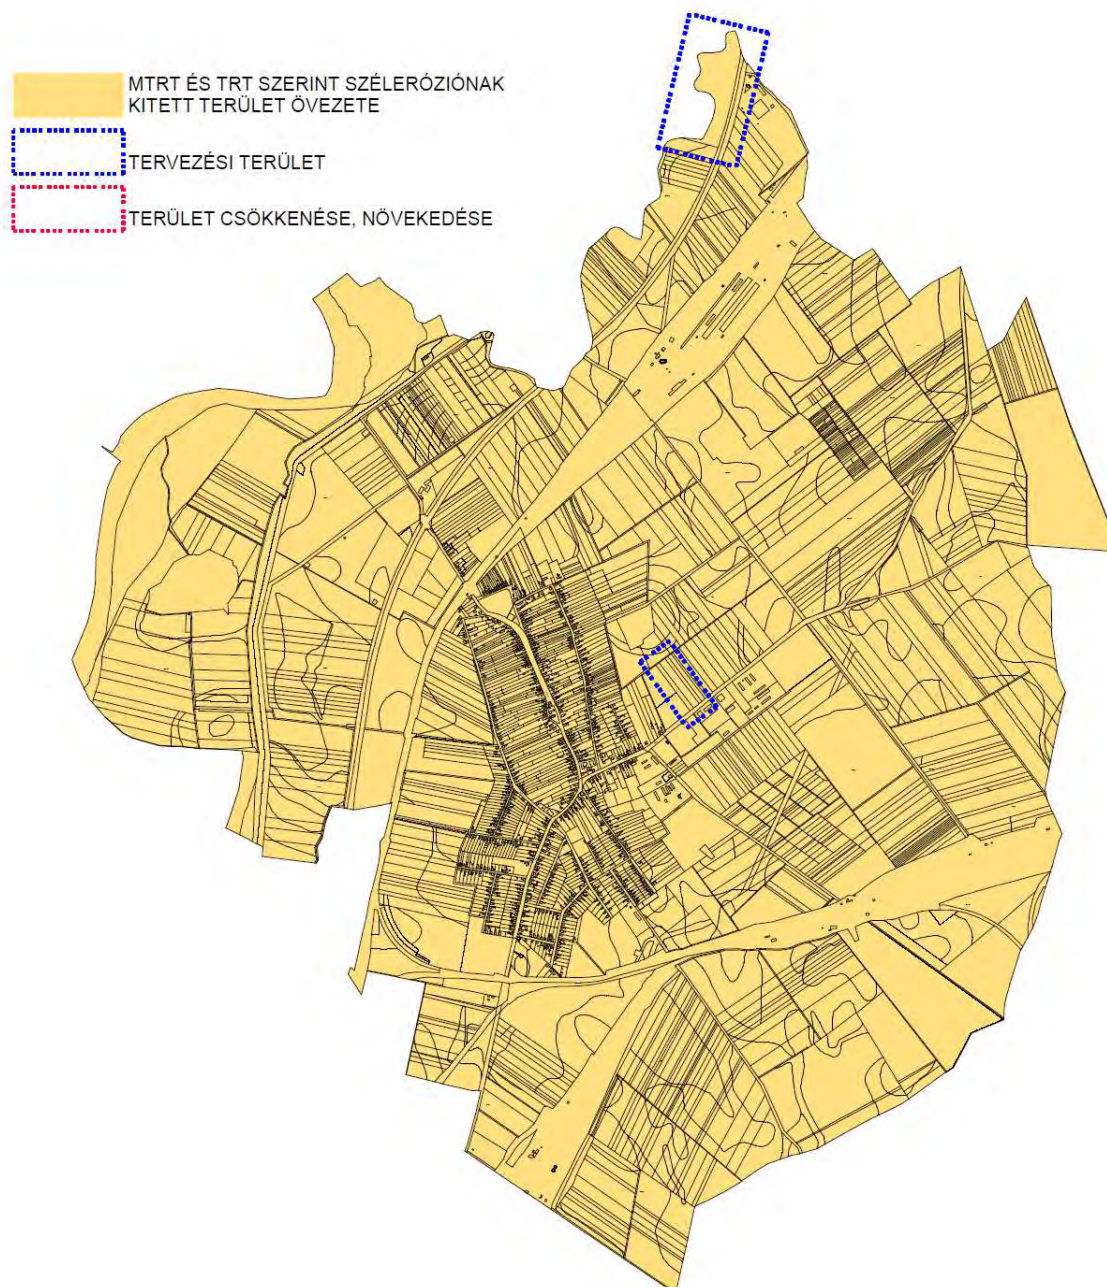 MTRT ÉS TRT SZERINT SZÉLERÓZIÓNAK
KITETT TERÜLET ÖVEZETE
TERVEZÉSI TERÜLET
TERÜLET CSÖKKENÉSE, NÖVEKEDÉSE